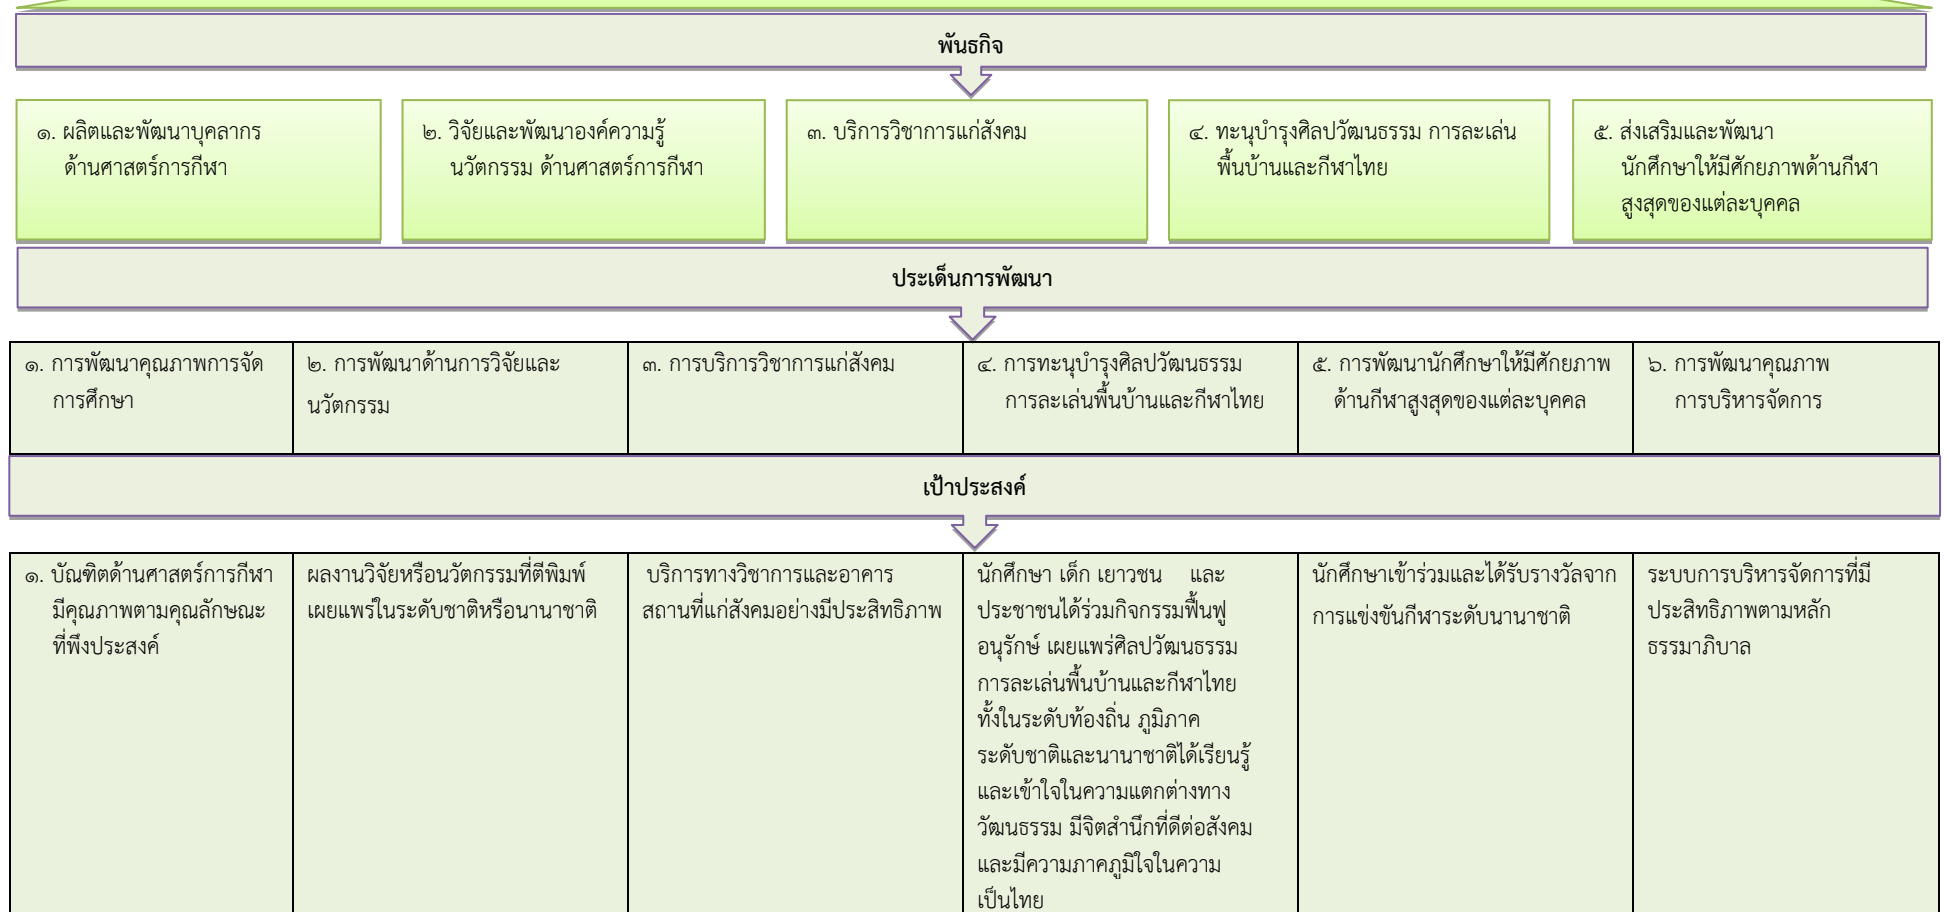 พันธกิจ
๑. ผลิตและพัฒนาบุคลากร
ด้านศาสตร์การกีฬา
๒. วิจัยและพัฒนาองค์ความรู้
นวัตกรรม ด้านศาสตร์การกีฬา
๓. บริการวิชาการแก่สังคม
๔. ทะนุบำรุงศิลปวัฒนธรรม การละเล่น
พื้นบ้านและกีฬาไทย
๕. ส่งเสริมและพัฒนา
นักศึกษาให้มีศักยภาพด้านกีฬา
สูงสุดของแต่ละบุคคล
ประเด็นการพัฒนา
๑. การพัฒนาคุณภาพการจัด
การศึกษา
๒. การพัฒนาด้านการวิจัยและ
นวัตกรรม
๓. การบริการวิชาการแก่สังคม
๔. การทะนุบำรุงศิลปวัฒนธรรม
การละเล่นพื้นบ้านและกีฬาไทย
๕. การพัฒนานักศึกษาให้มีศักยภาพ
ด้านกีฬาสูงสุดของแต่ละบุคคล
๖. การพัฒนาคุณภาพ
การบริหารจัดการ
เป้าประสงค์
๑. บัณฑิตด้านศาสตร์การกีฬา
มีคุณภาพตามคุณลักษณะ
ที่พึงประสงค์
ผลงานวิจัยหรือนวัตกรรมที่ตีพิมพ์
เผยแพร่ในระดับชาติหรือนานาชาติ
บริการทางวิชาการและอาคาร
สถานที่แก่สังคมอย่างมีประสิทธิภาพ
นักศึกษา เด็ก เยาวชน และ
ประชาชนได้ร่วมกิจกรรมฟื้นฟู
อนุรักษ์ เผยแพร่ศิลปวัฒนธรรม
การละเล่นพื้นบ้านและกีฬาไทย
ทั้งในระดับท้องถิ่น ภูมิภาค
ระดับชาติและนานาชาติได้เรียนรู้
และเข้าใจในความแตกต่างทาง
วัฒนธรรม มีจิตสำนึกที่ดีต่อสังคม
และมีความภาคภูมิใจในความ
เป็นไทย
นักศึกษาเข้าร่วมและได้รับรางวัลจาก
การแข่งขันกีฬาระดับนานาชาติ
ระบบการบริหารจัดการที่มี
ประสิทธิภาพตามหลัก
ธรรมาภิบาล